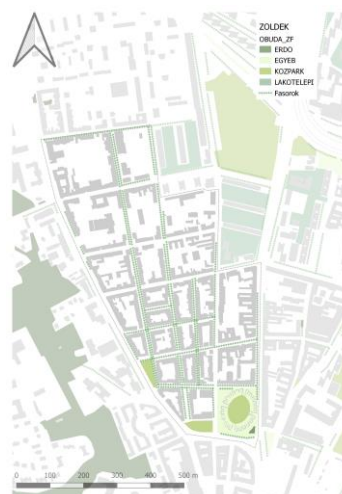 ZOLDEK
OBUDA_ZF
ERDO
EGYEB
KOZPARK
LAKOTELEPI
Fasorok
0 100 200 300 400 500 m